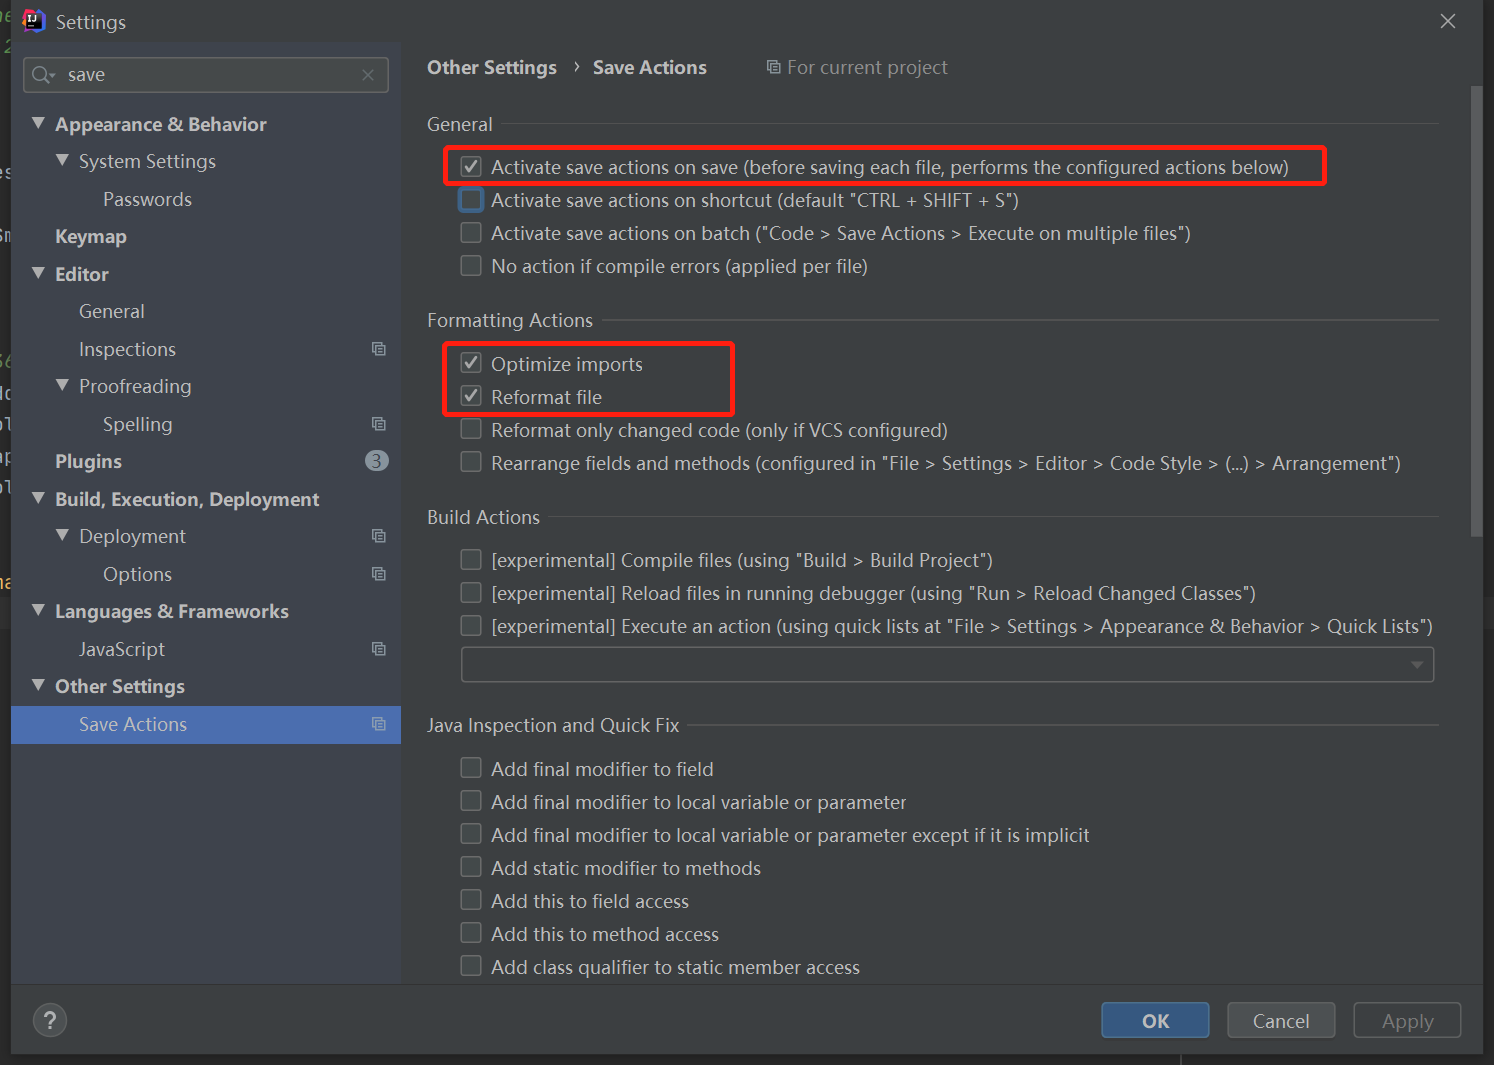 Settings
save
Appearance & Behavior
System Settings
Passwords
Keymap
Editor
General
Inspections
Proofreading
Spelling
Plugins 3
Build, Execution, Deployment
Deployment
Options
Languages & Frameworks
JavaScript
Other Settings
Save Actions
Other Settings › Save Actions For current project
General
Activate save actions on save (before saving each file, performs the configured actions below)
Activate save actions on shortcut (default "CTRL + SHIFT + S")
Activate save actions on batch ("Code > Save Actions > Execute on multiple files")
No action if compile errors (applied per file)
Formatting Actions
Optimize imports
Reformat file
Reformat only changed code (only if VCS configured)
Rearrange fields and methods (configured in "File > Settings > Editor > Code Style > (...) > Arrangement")
Build Actions
[experimental] Compile files (using "Build > Build Project")
[experimental] Reload files in running debugger (using "Run > Reload Changed Classes")
[experimental] Execute an action (using quick lists at "File > Settings > Appearance & Behavior > Quick Lists")
Java Inspection and Quick Fix
Add final modifier to field
Add final modifier to local variable or parameter
Add final modifier to local variable or parameter except if it is implicit
Add static modifier to methods
Add this to field access
Add this to method access
Add class qualifier to static member access
?
OK
Cancel
Apply